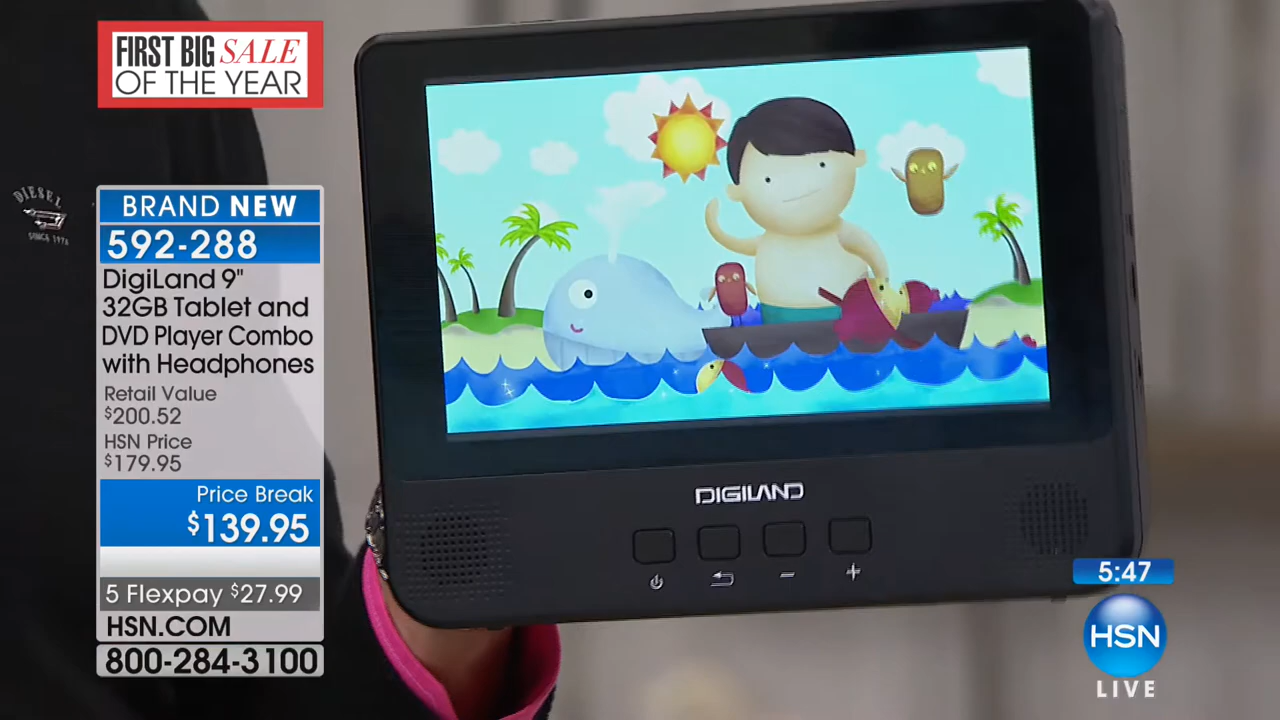 FIRST BIG SALE
OF THE YEAR
DIESEL
SINCE 1978
BRAND NEW
592-288
DigiLand 9"
32GB Tablet and
DVD Player Combo
with Headphones
Retail Value
$200.52
HSN Price
$179.95
Price Break
$139.95
5 Flexpay $27.99
HSN.COM
800-284-3100
DIGILAND
5:47
HSN
LIVE